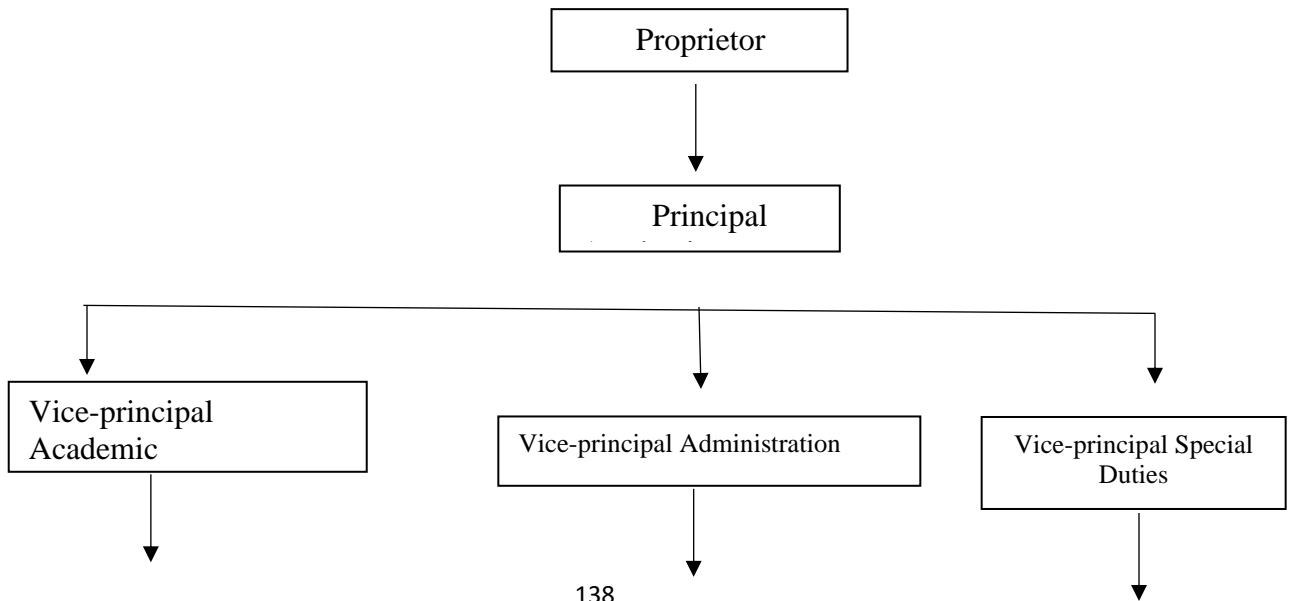 Proprietor
Principal
Vice-principal
Academic
Vice-principal Administration
Vice-principal Special
Duties
138